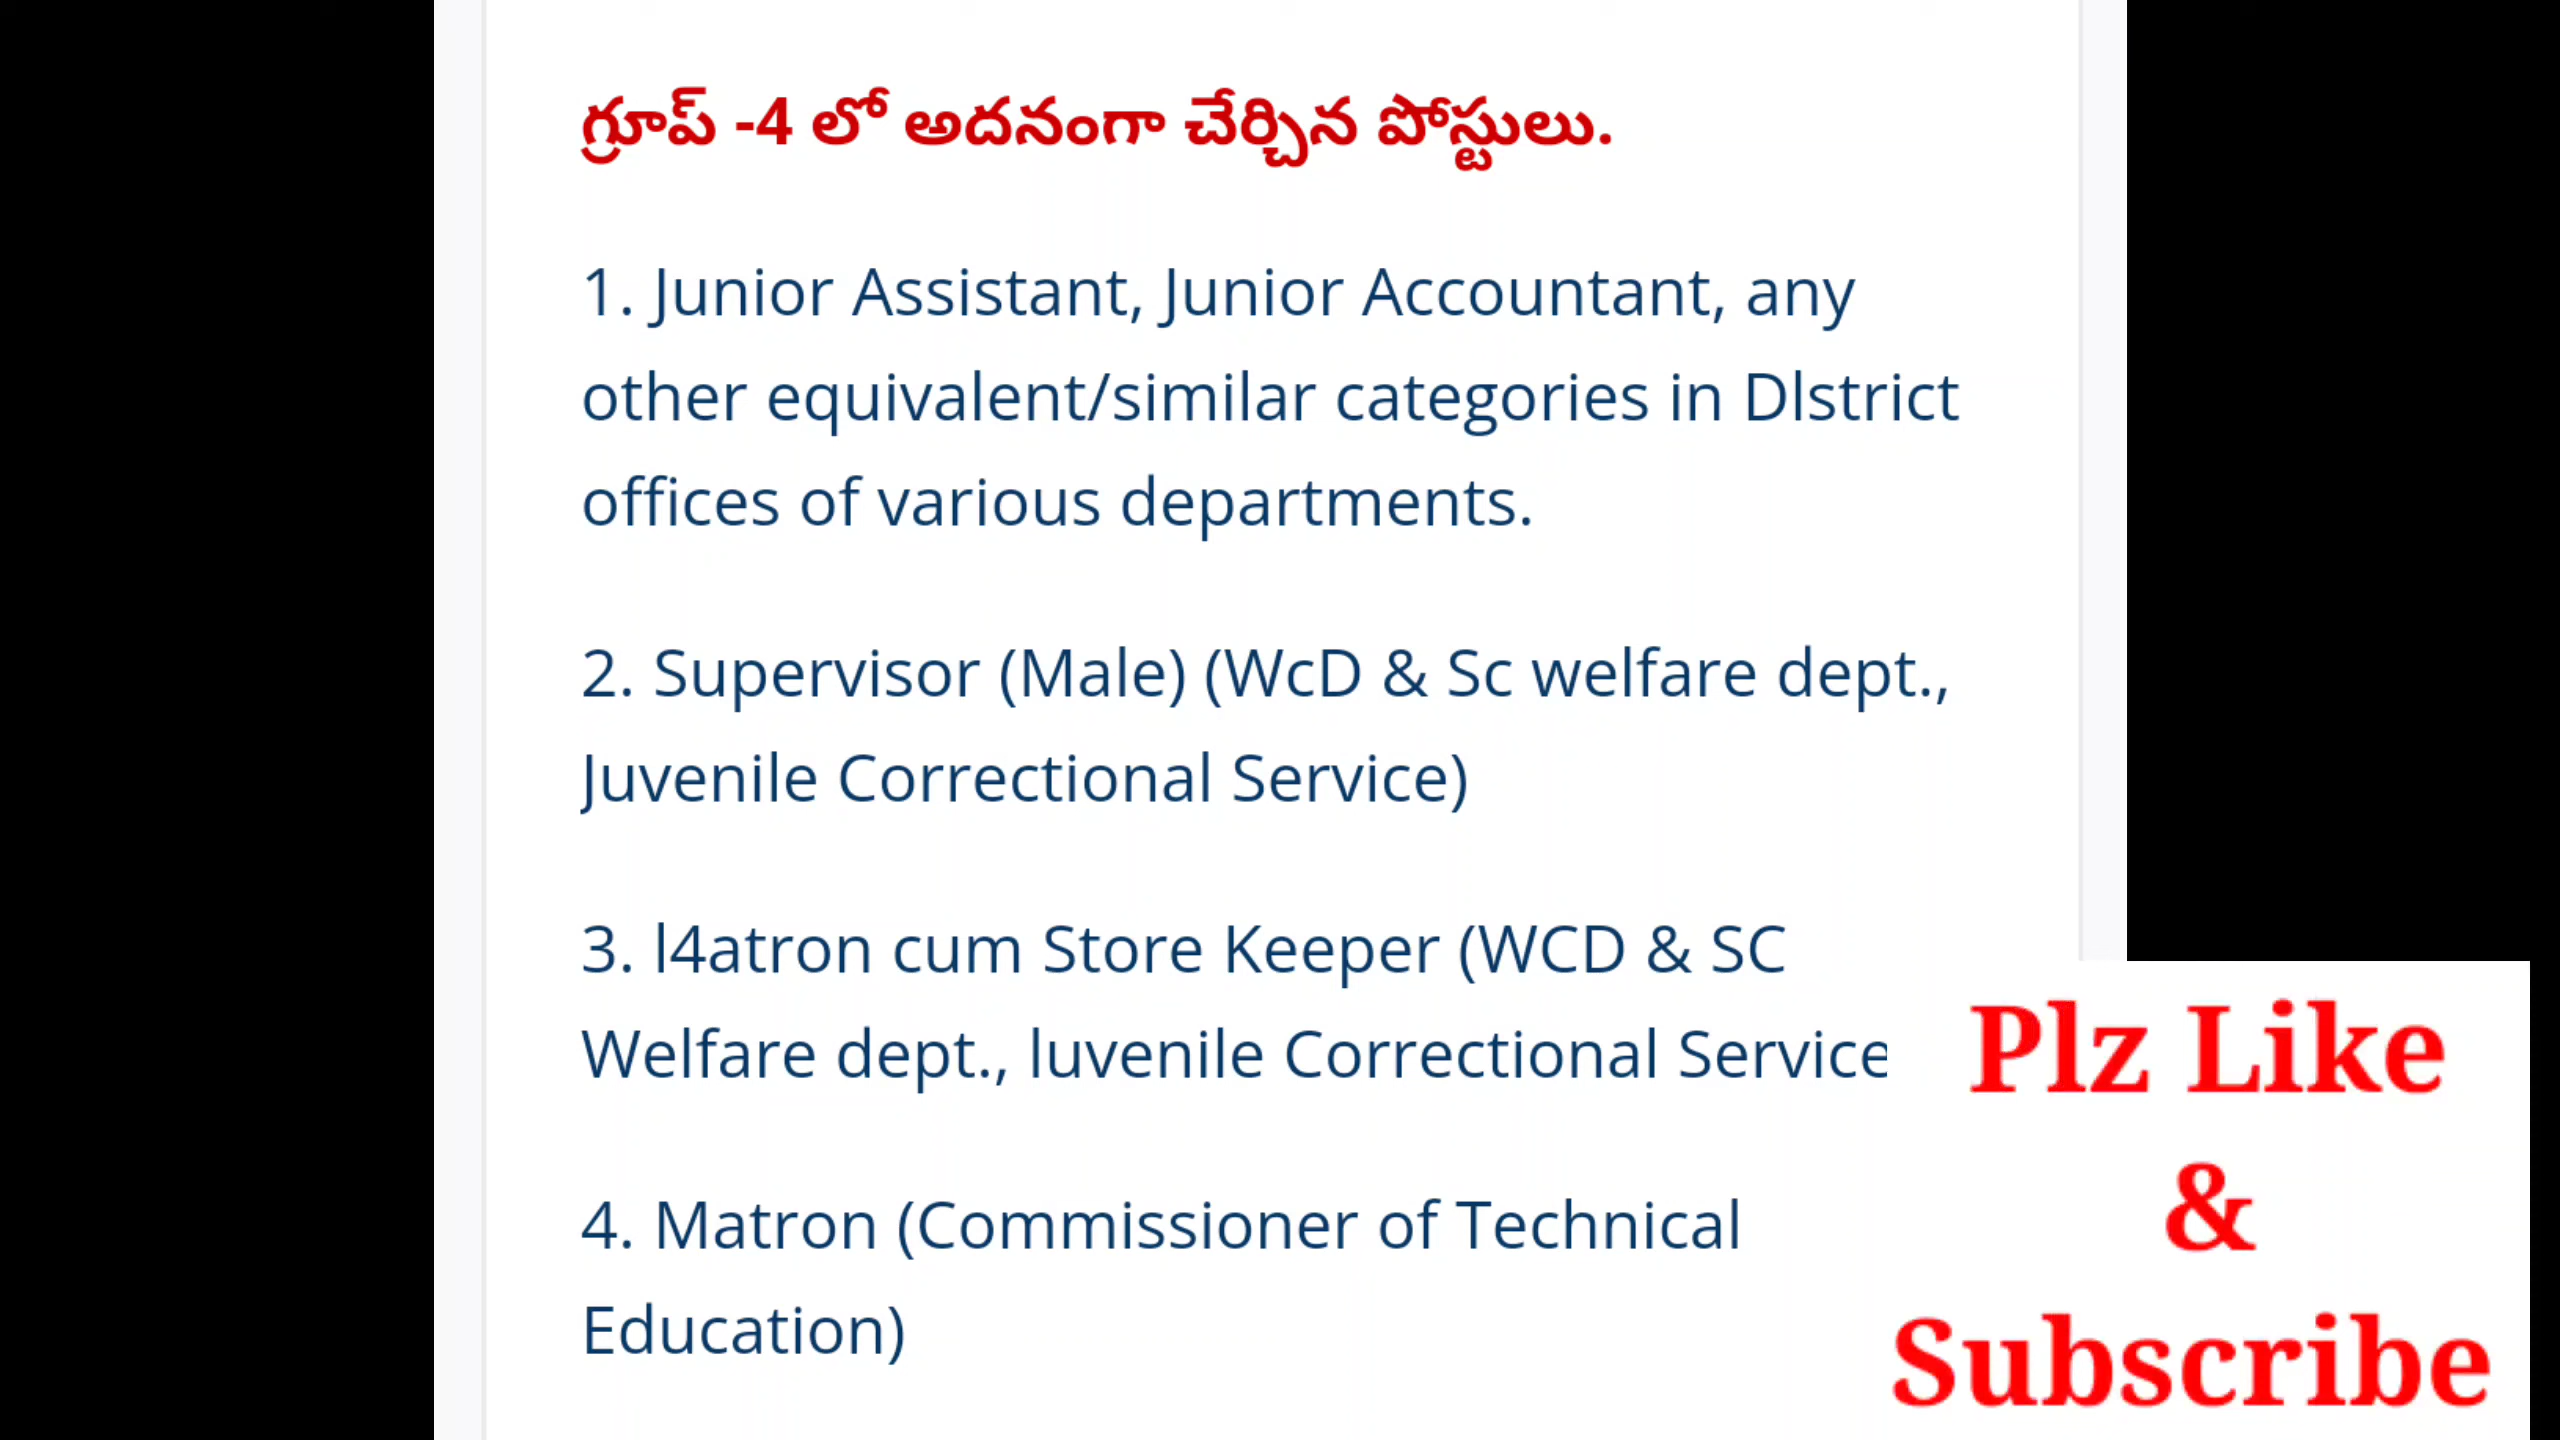 గ్రూప్ -4 లో అదనంగా చేర్చిన పోస్టులు.
1. Junior Assistant, Junior Accountant, any
other equivalent/similar categories in Dlstrict
offices of various departments.
2. Supervisor (Male) (WcD & Sc welfare dept.,
Juvenile Correctional Service)
3. l4atron cum Store Keeper (WCD & SC
Welfare dept., luvenile Correctional Service
4. Matron (Commissioner of Technical
Education)
Plz Like
&
Subscribe